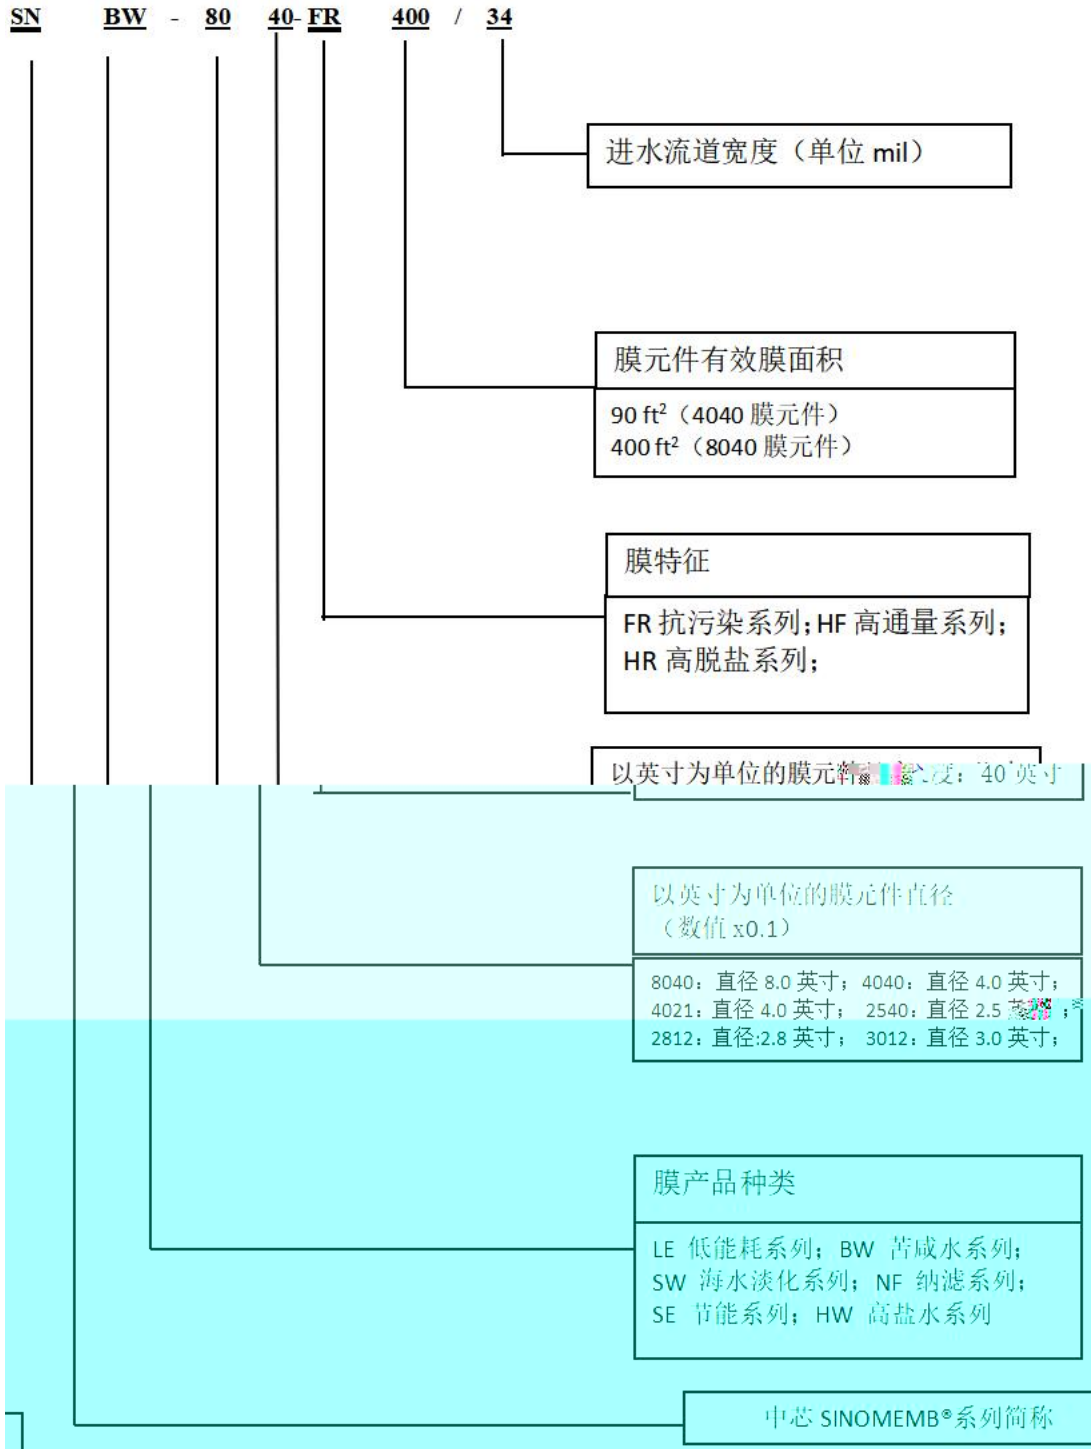 SN BW - 80 40- FR 400 / 34
进水流道宽度（单位 mil）
膜元件有效膜面积
90 ft²（4040 膜元件）
400 ft²（8040 膜元件）
膜特征
FR 抗污染系列；HF 高通量系列；
HR 高脱盐系列；
以英寸为单位的膜元 度：40 英寸
以英寸为单位的膜元件直径
（数值 x0.1）
8040：直径 8.0 英寸；4040：直径 4.0 英寸；
4021：直径 4.0 英寸； 2540：直径 2.5 ；
2812：直径:2.8 英寸； 3012：直径 3.0 英寸；
膜产品种类
LE 低能耗系列；BW 苦咸水系列；
SW 海水淡化系列；NF 纳滤系列；
SE 节能系列；HW 高盐水系列
中芯 SINOMEMB®系列简称